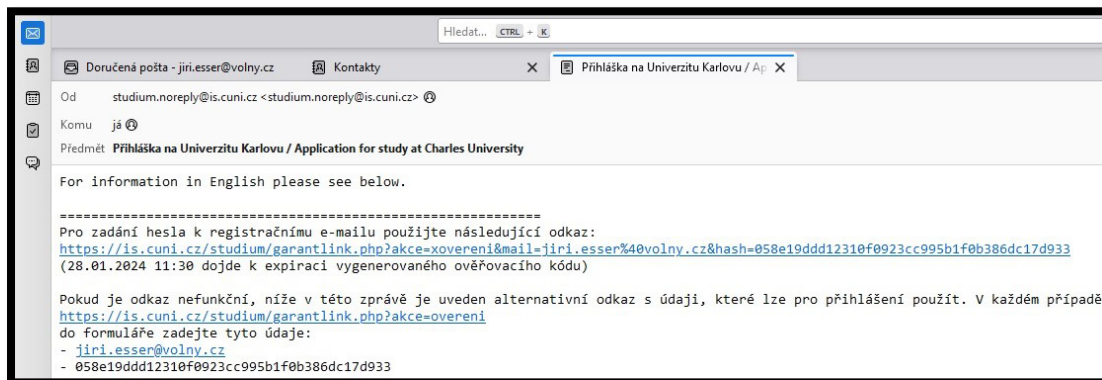 Hledat... CTRL + K
Doručená pošta - jiri.esser@volny.cz Kontakty Přihláška na Univerzitu Karlovu / Ap
Od studium.noreply@is.cuni.cz <studium.noreply@is.cuni.cz>
Komu já
Předmět Přihláška na Univerzitu Karlovu / Application for study at Charles University
For information in English please see below.
=============================================================
Pro zadání hesla k registračnímu e-mailu použijte následující odkaz:
https://is.cuni.cz/studium/garantlink.php?akce=xovereni&mail=jiri.esser%40volny.cz&hash=058e19ddd12310f0923cc995b1f0b386dc17d933
(28.01.2024 11:30 dojde k expiraci vygenerovaného ověřovacího kódu)
Pokud je odkaz nefunkční, níže v této zprávě je uveden alternativní odkaz s údaji, které lze pro přihlášení použít. V každém případě
https://is.cuni.cz/studium/garantlink.php?akce=overeni
do formuláře zadejte tyto údaje:
- jiri.esser@volny.cz
- 058e19ddd12310f0923cc995b1f0b386dc17d933